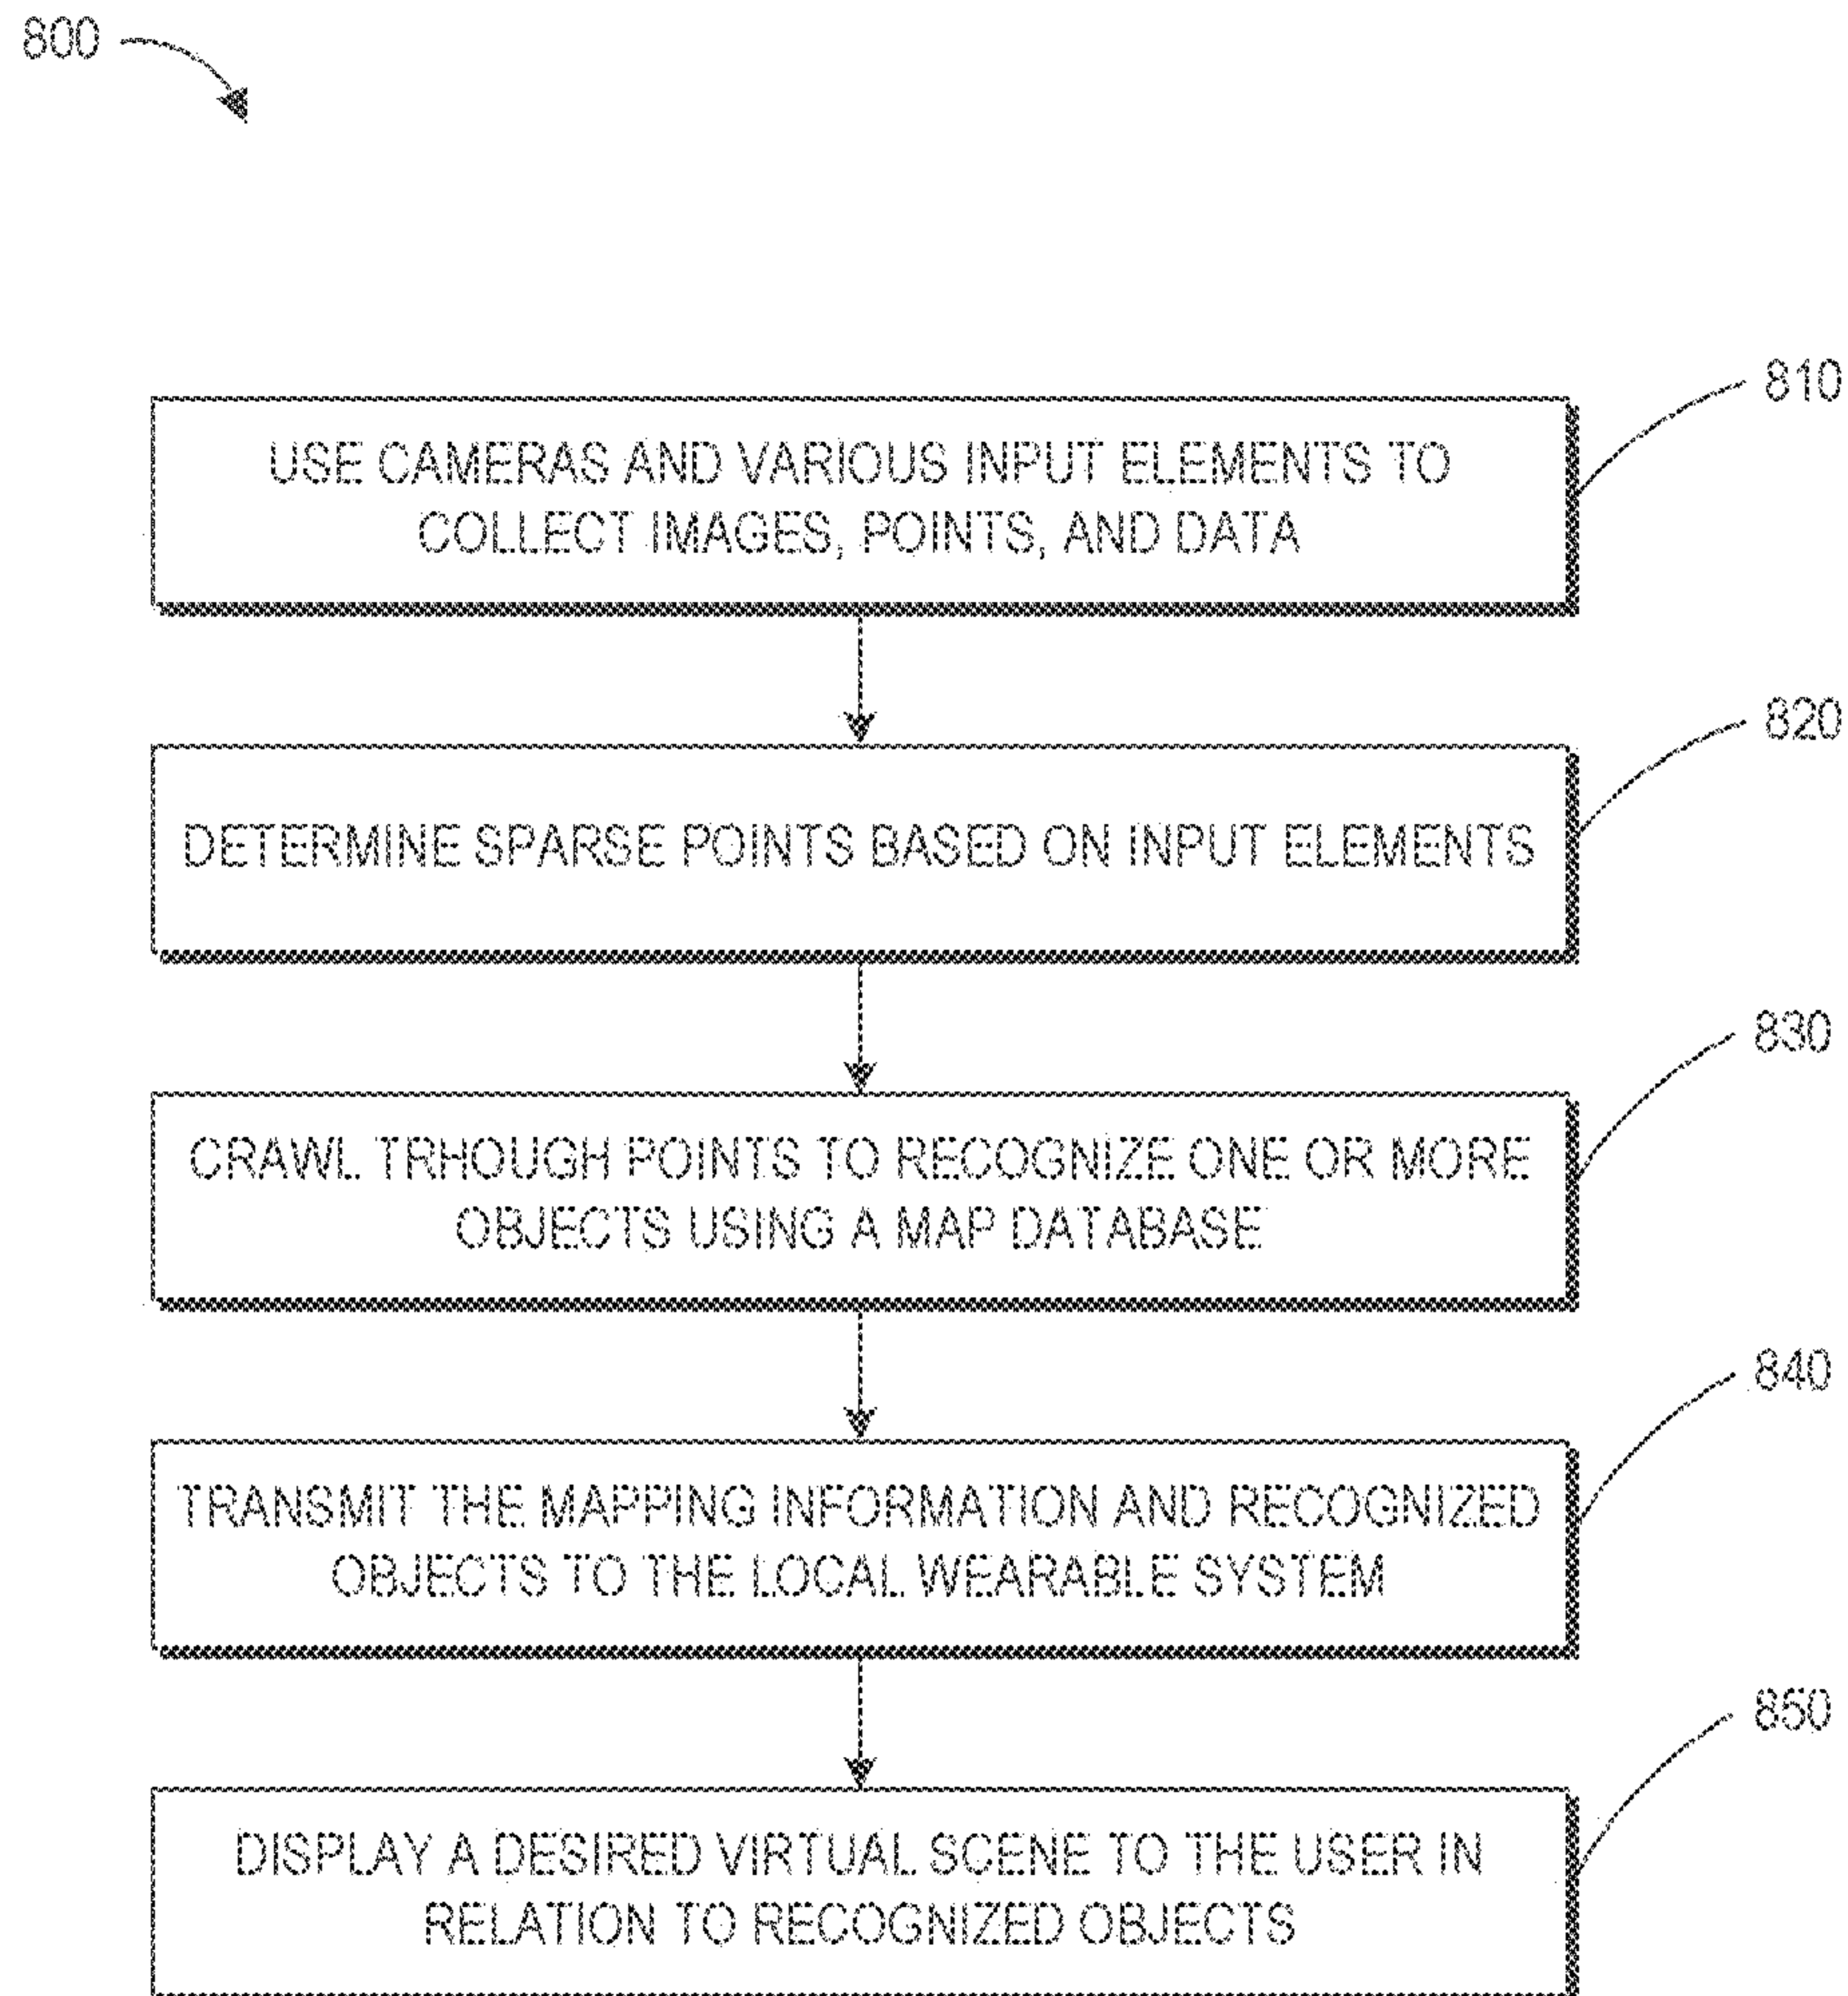 800
810
USE CAMERAS AND VARIOUS INPUT ELEMENTS TO
COLLECT IMAGES, POINTS, AND DATA
820
DETERMINE SPARSE POINTS BASED ON INPUT ELEMENTS
830
CRAWL TRHOUGH POINTS TO RECOGNIZE ONE OR MORE
OBJECTS USING A MAP DATABASE
840
TRANSMIT THE MAPPING INFORMATION AND RECOGNIZED
OBJECTS TO THE LOCAL WEARABLE SYSTEM
850
DISPLAY A DESIRED VIRTUAL SCENE TO THE USER IN
RELATION TO RECOGNIZED OBJECTS